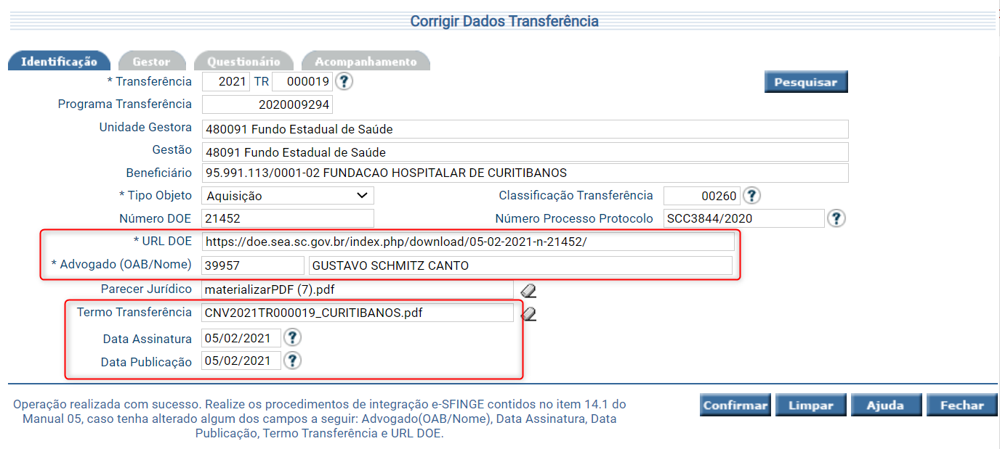 Corrigir Dados Transferência
Identificação Gestor Questionário Acompanhamento
* Transferência 2021 TR 000019 ? Pesquisar
Programa Transferência 2020009294
Unidade Gestora 480091 Fundo Estadual de Saúde
Gestão 48091 Fundo Estadual de Saúde
Beneficiário 95.991.113/0001-02 FUNDACAO HOSPITALAR DE CURITIBANOS
* Tipo Objeto Aquisição Classificação Transferência 00260 ?
Número DOE 21452 Número Processo Protocolo SCC3844/2020 ?
* URL DOE https://doe.sea.sc.gov.br/index.php/download/05-02-2021-n-21452/
* Advogado (OAB/Nome) 39957 GUSTAVO SCHMITZ CANTO
Parecer Jurídico materializarPDF (7).pdf
Termo Transferência CNV2021TR000019_CURITIBANOS.pdf
Data Assinatura 05/02/2021 ?
Data Publicação 05/02/2021 ?
Operação realizada com sucesso. Realize os procedimentos de integração e-SFINGE contidos no item 14.1 do
Manual 05, caso tenha alterado algum dos campos a seguir: Advogado(OAB/Nome), Data Assinatura, Data
Publicação, Termo Transferência e URL DOE.
Confirmar Limpar Ajuda Fechar